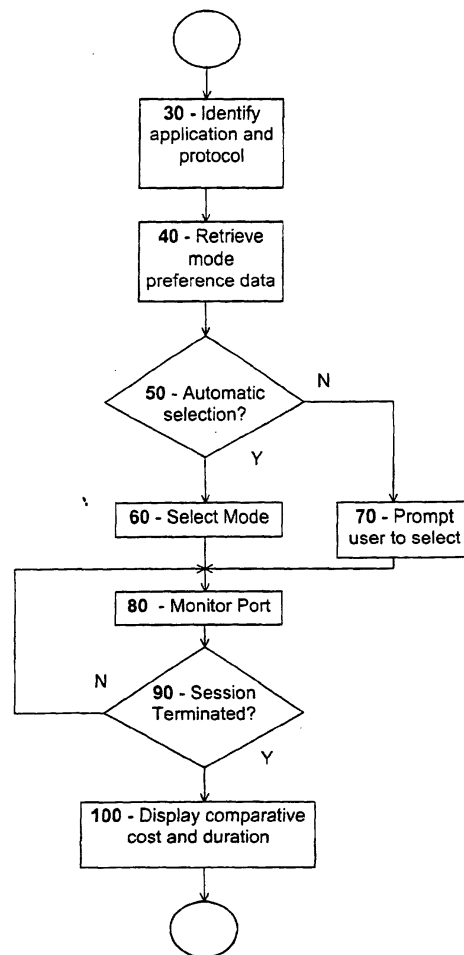 30 - Identify
application and
protocol
40 - Retrieve
mode
preference data
50 - Automatic
selection?
N
Y
60 - Select Mode
70 - Prompt
user to select
80 - Monitor Port
N
90 - Session
Terminated?
Y
100 - Display comparative
cost and duration